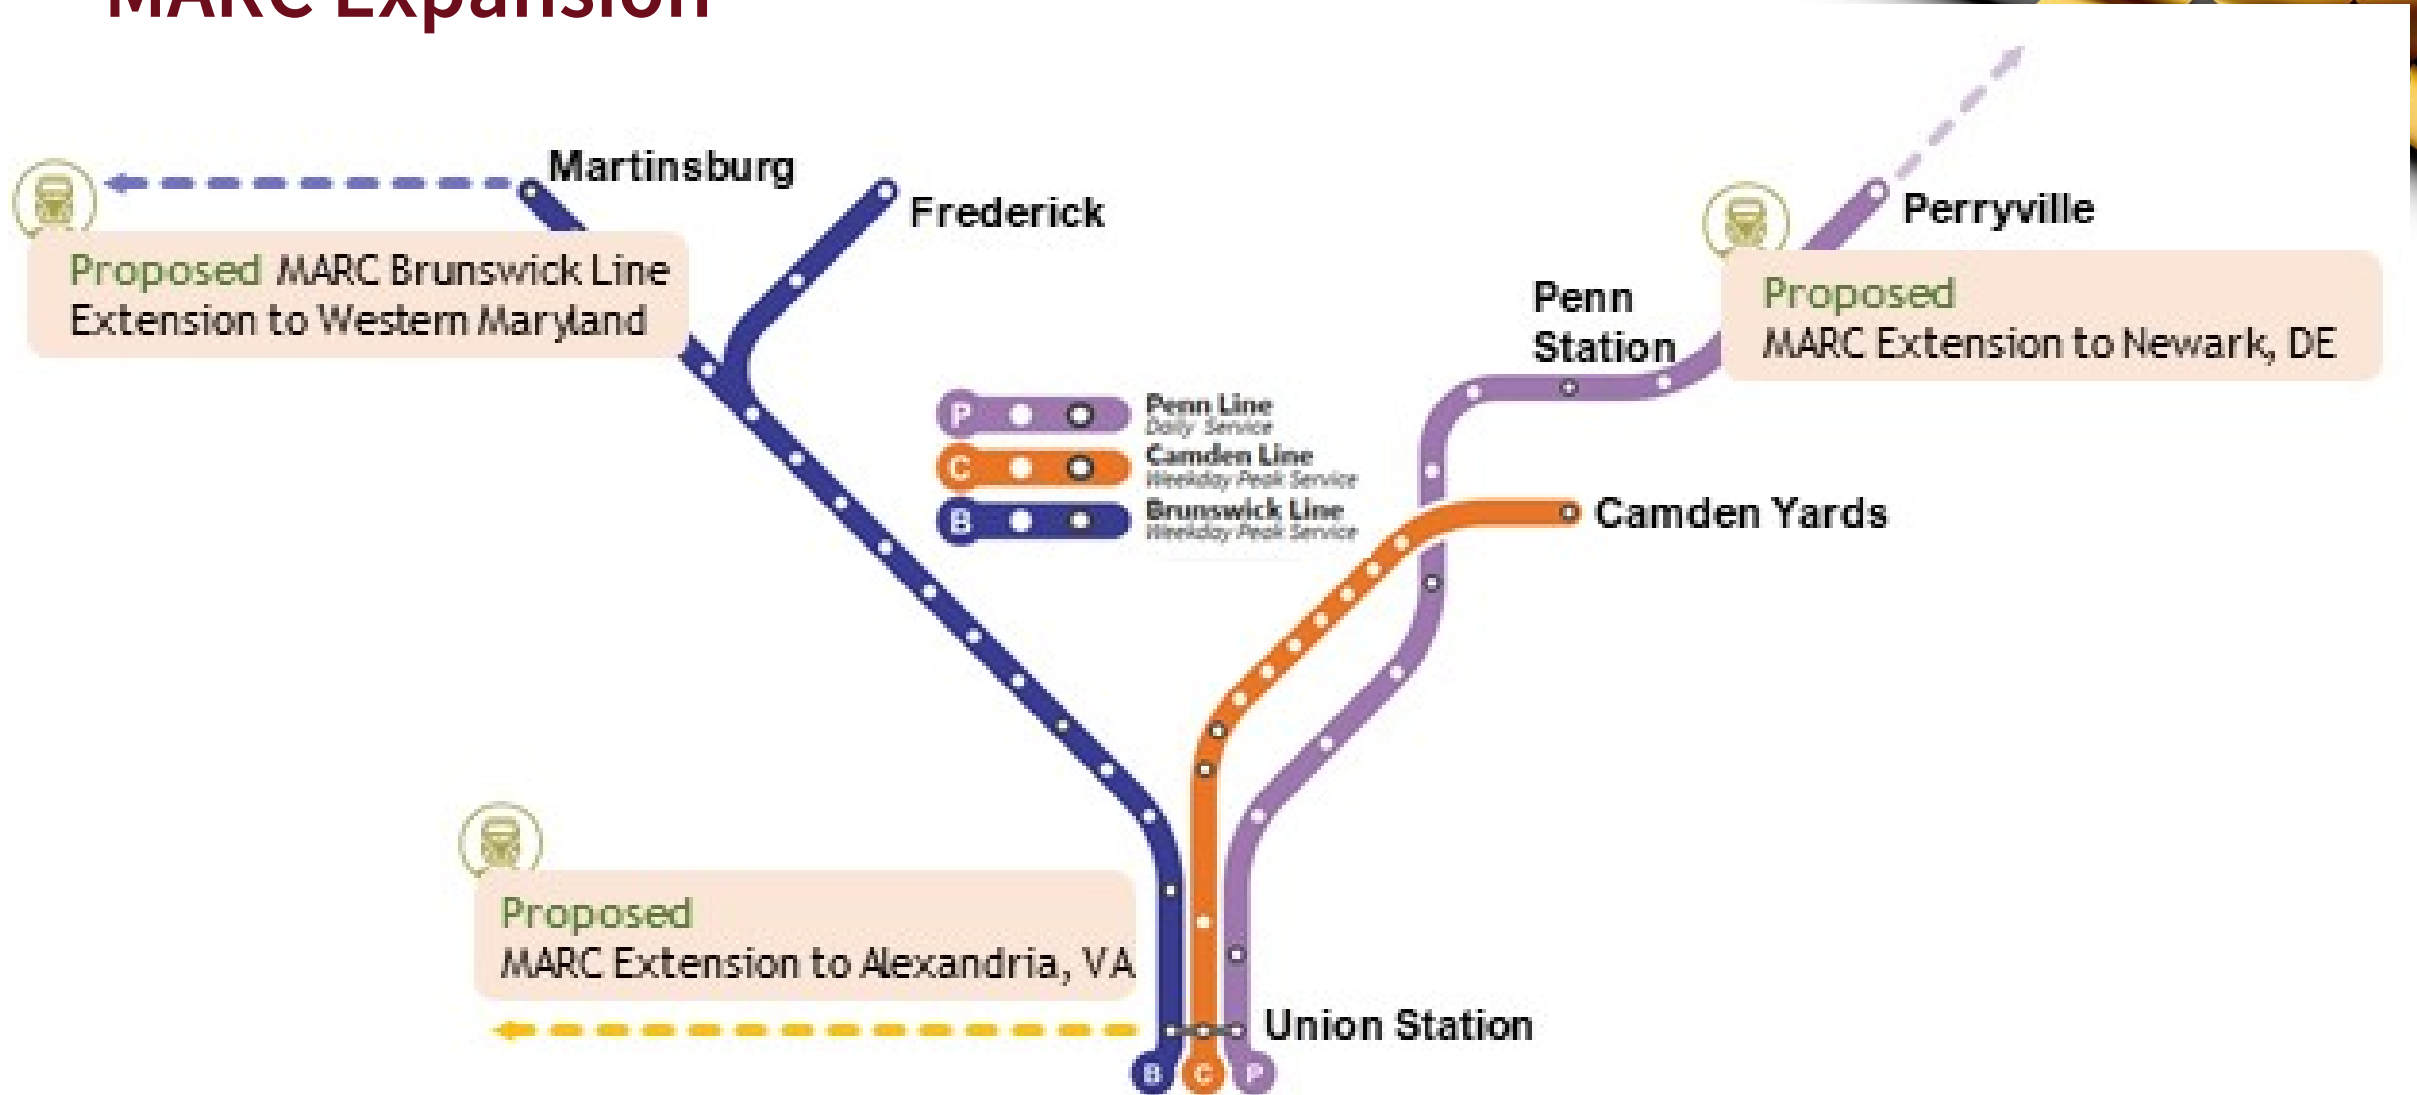 MARC Expansion
Martinsburg
Frederick
Perryville
Proposed MARC Brunswick Line
Extension to Western Maryland
Proposed
MARC Extension to Newark, DE
Penn
Station
P
Penn Line
Daily Service
C
Camden Line
Weekday Peak Service
B
Brunswick Line
Weekday Peak Service
Camden Yards
Proposed
MARC Extension to Alexandria, VA
Union Station
B C P